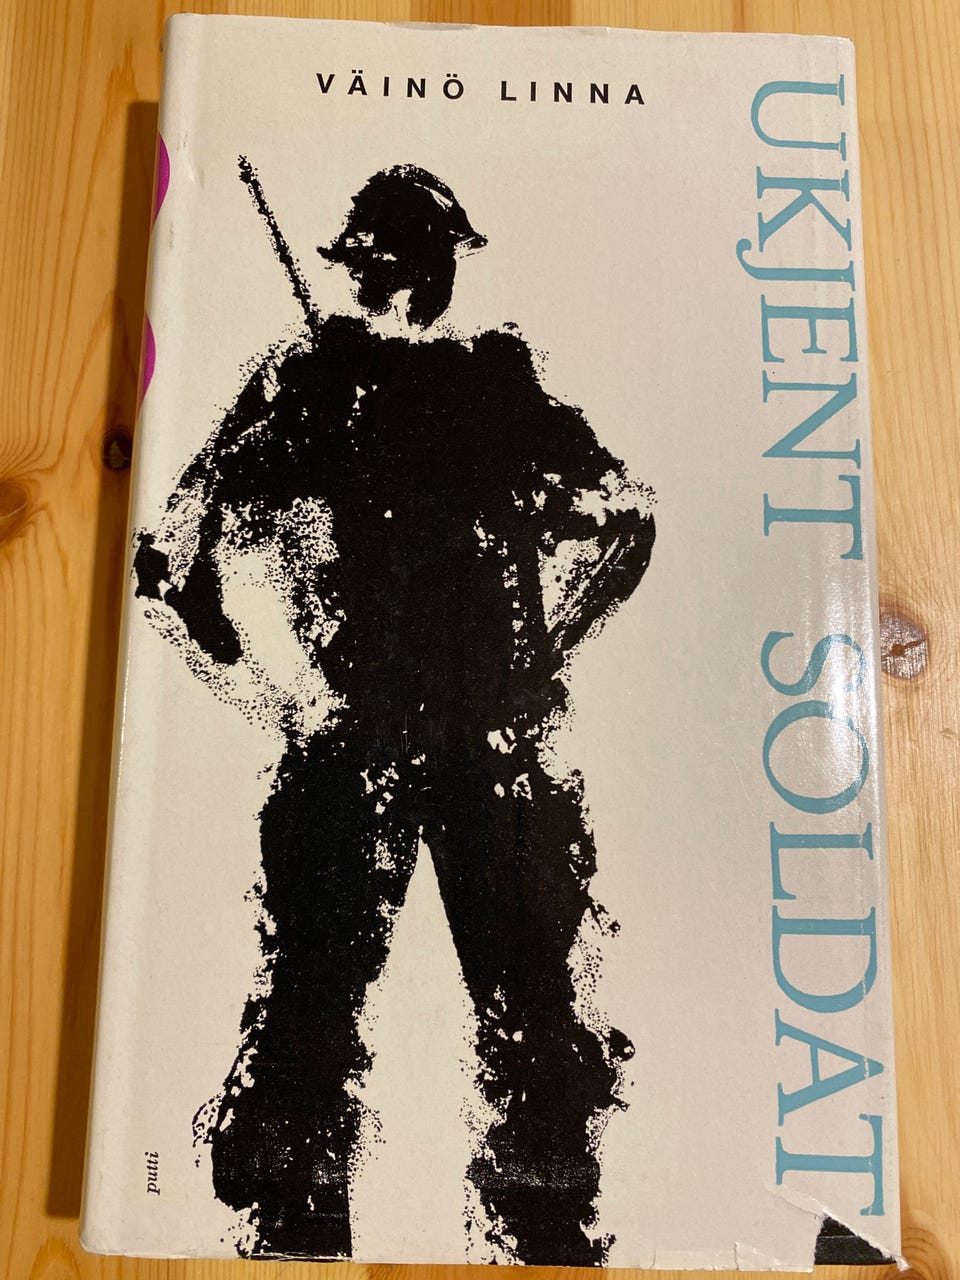 VÄINÖ LINNA
UKJENT SOLDAT
putti